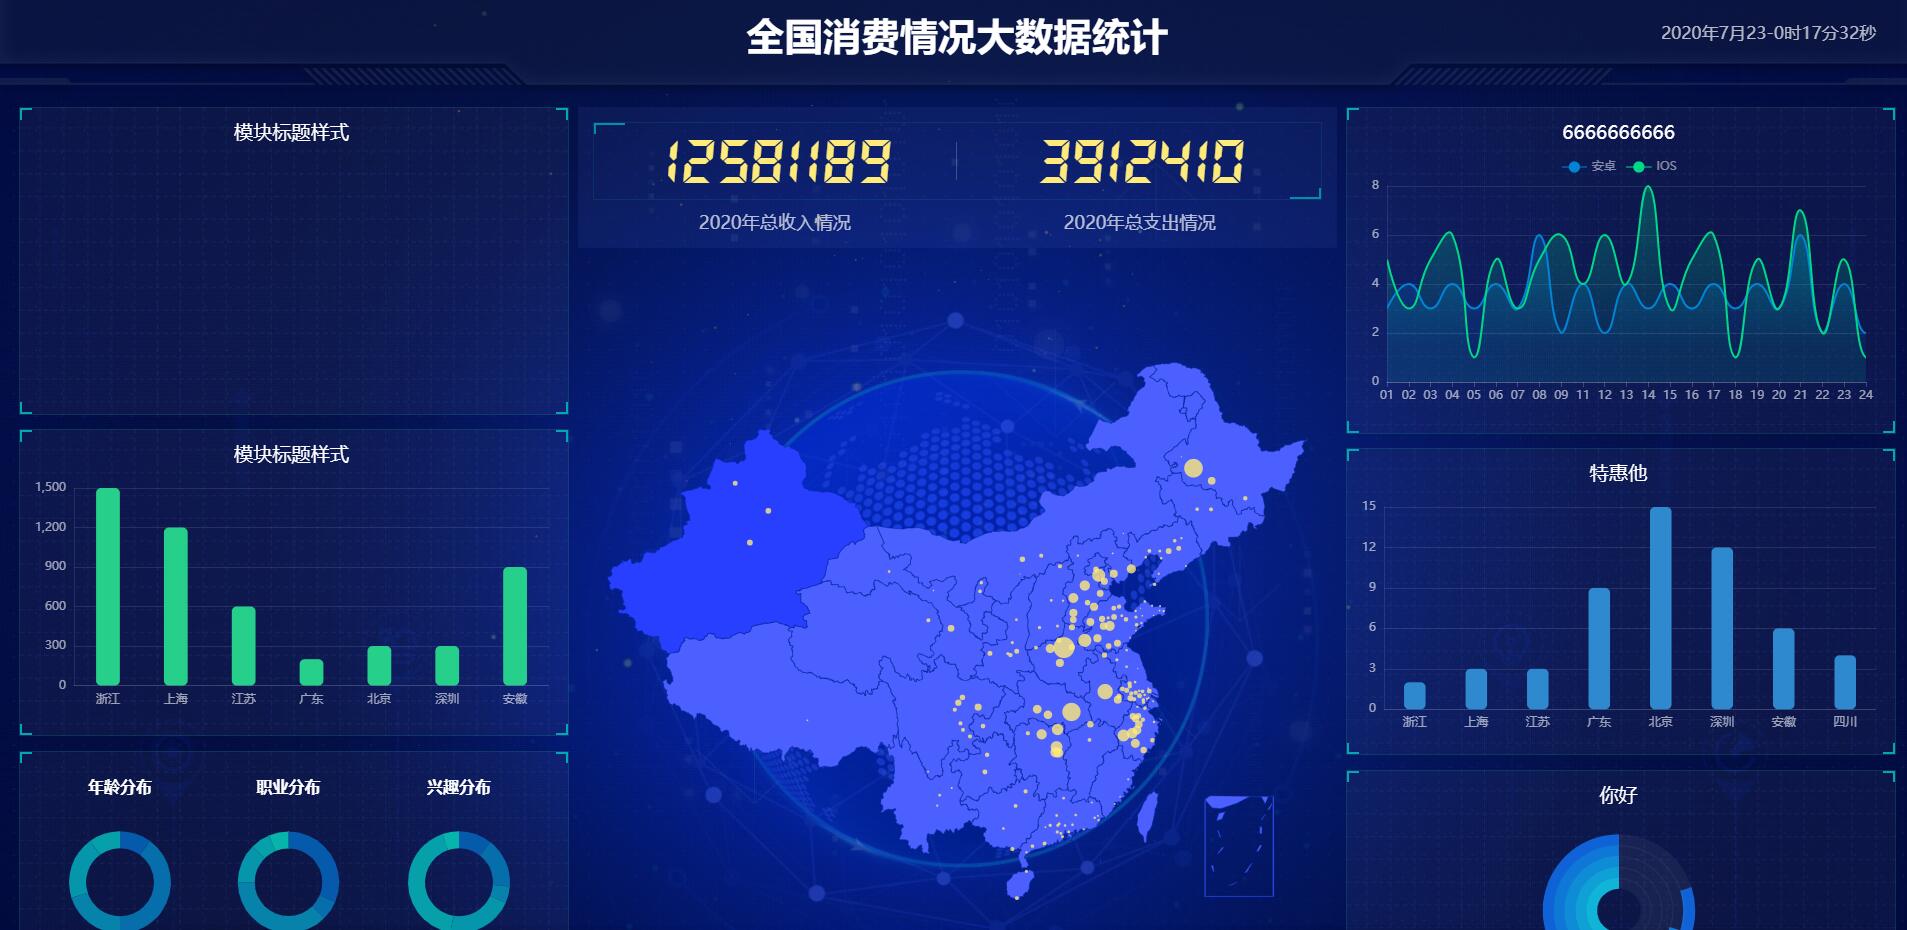 全国消费情况大数据统计
2020年7月23-0时17分32秒
模块标题样式
模块标题样式
1,500
1,200
900
600
300
0
浙江 上海 江苏 广东 北京 深圳 安徽
年龄分布 职业分布 兴趣分布
12581189 3912410
2020年总收入情况 2020年总支出情况
6666666666
安卓 IOS
8
6
4
2
0
01 02 03 04 05 06 07 08 09 11 12 13 14 15 16 17 18 19 20 21 22 23 24
特惠他
15
12
9
6
3
0
浙江 上海 江苏 广东 北京 深圳 安徽 四川
你好